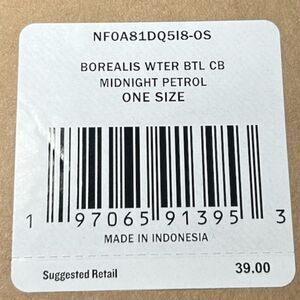 NF0A81DQ5I8-OS
BOREALIS WTER BTL CB
MIDNIGHT PETROL
ONE SIZE
1 97065 91395 3
MADE IN INDONESIA
Suggested Retail 39.00